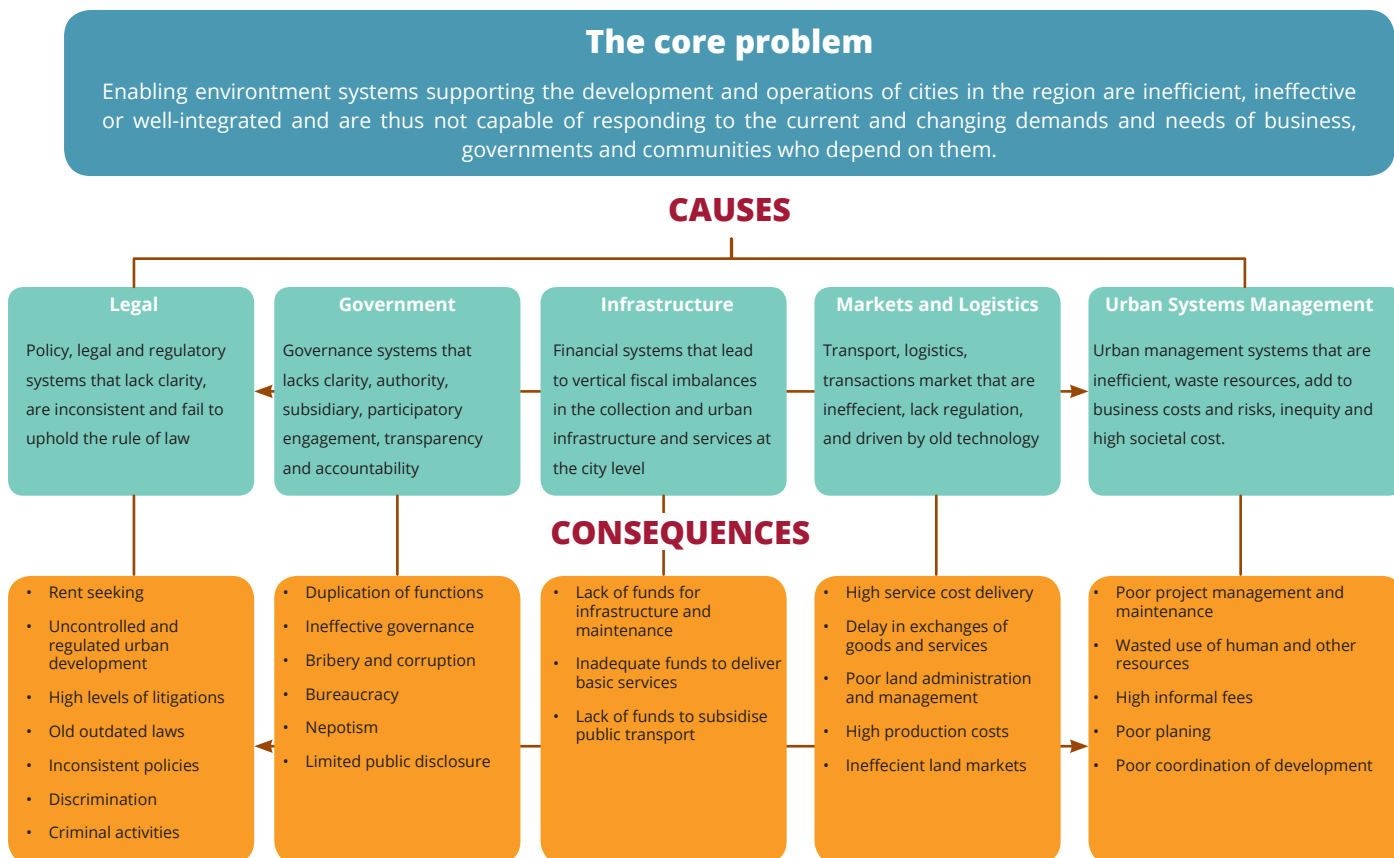 The core problem
Enabling environtment systems supporting the development and operations of cities in the region are inefficient, ineffective
or well-integrated and are thus not capable of responding to the current and changing demands and needs of business,
governments and communities who depend on them.
CAUSES
Legal
Policy, legal and regulatory
systems that lack clarity,
are inconsistent and fail to
uphold the rule of law
Government
Governance systems that
lacks clarity, authority,
subsidiary, participatory
engagement, transparency
and accountability
Infrastructure
Financial systems that lead
to vertical fiscal imbalances
in the collection and urban
infrastructure and services at
the city level
Markets and Logistics
Transport, logistics,
transactions market that are
ineffecient, lack regulation,
and driven by old technology
Urban Systems Management
Urban management systems that are
inefficient, waste resources, add to
business costs and risks, inequity and
high societal cost.
CONSEQUENCES
• Rent seeking
• Uncontrolled and
regulated urban
development
• High levels of litigations
• Old outdated laws
• Inconsistent policies
• Discrimination
• Criminal activities
• Duplication of functions
• Ineffective governance
• Bribery and corruption
• Bureaucracy
• Nepotism
• Limited public disclosure
• Lack of funds for
infrastructure and
maintenance
• Inadequate funds to deliver
basic services
• Lack of funds to subsidise
public transport
• High service cost delivery
• Delay in exchanges of
goods and services
• Poor land administration
and management
• High production costs
• Ineffecient land markets
• Poor project management and
maintenance
• Wasted use of human and other
resources
• High informal fees
• Poor planing
• Poor coordination of development